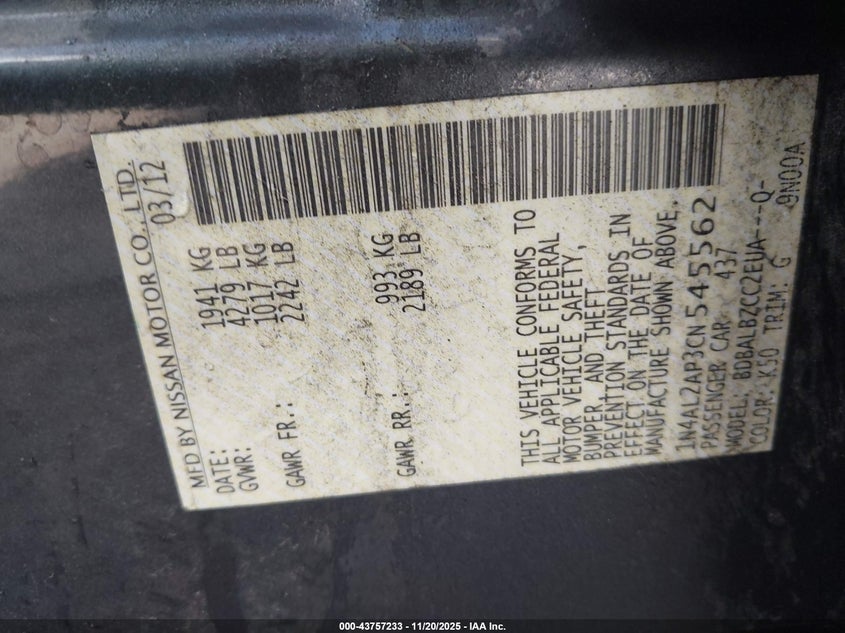 MFD BY NISSAN MOTOR CO., LTD.
DATE: 03/12
GVWR: 1941 KG
4279 LB
GAWR FR.: 1017 KG
2242 LB
GAWR RR.: 993 KG
2189 LB
THIS VEHICLE CONFORMS TO
ALL APPLICABLE FEDERAL
MOTOR VEHICLE SAFETY,
BUMPER, AND THEFT
PREVENTION STANDARDS IN
EFFECT ON THE DATE OF
MANUFACTURE SHOWN ABOVE.
1N4AL2AP3CN545562
PASSENGER CAR 437
MODEL: BDBALBZCC2EUA---Q-
COLOR: K50 TRIM: G 9N00A
000-43757233 - 11/20/2025 - IAA Inc.